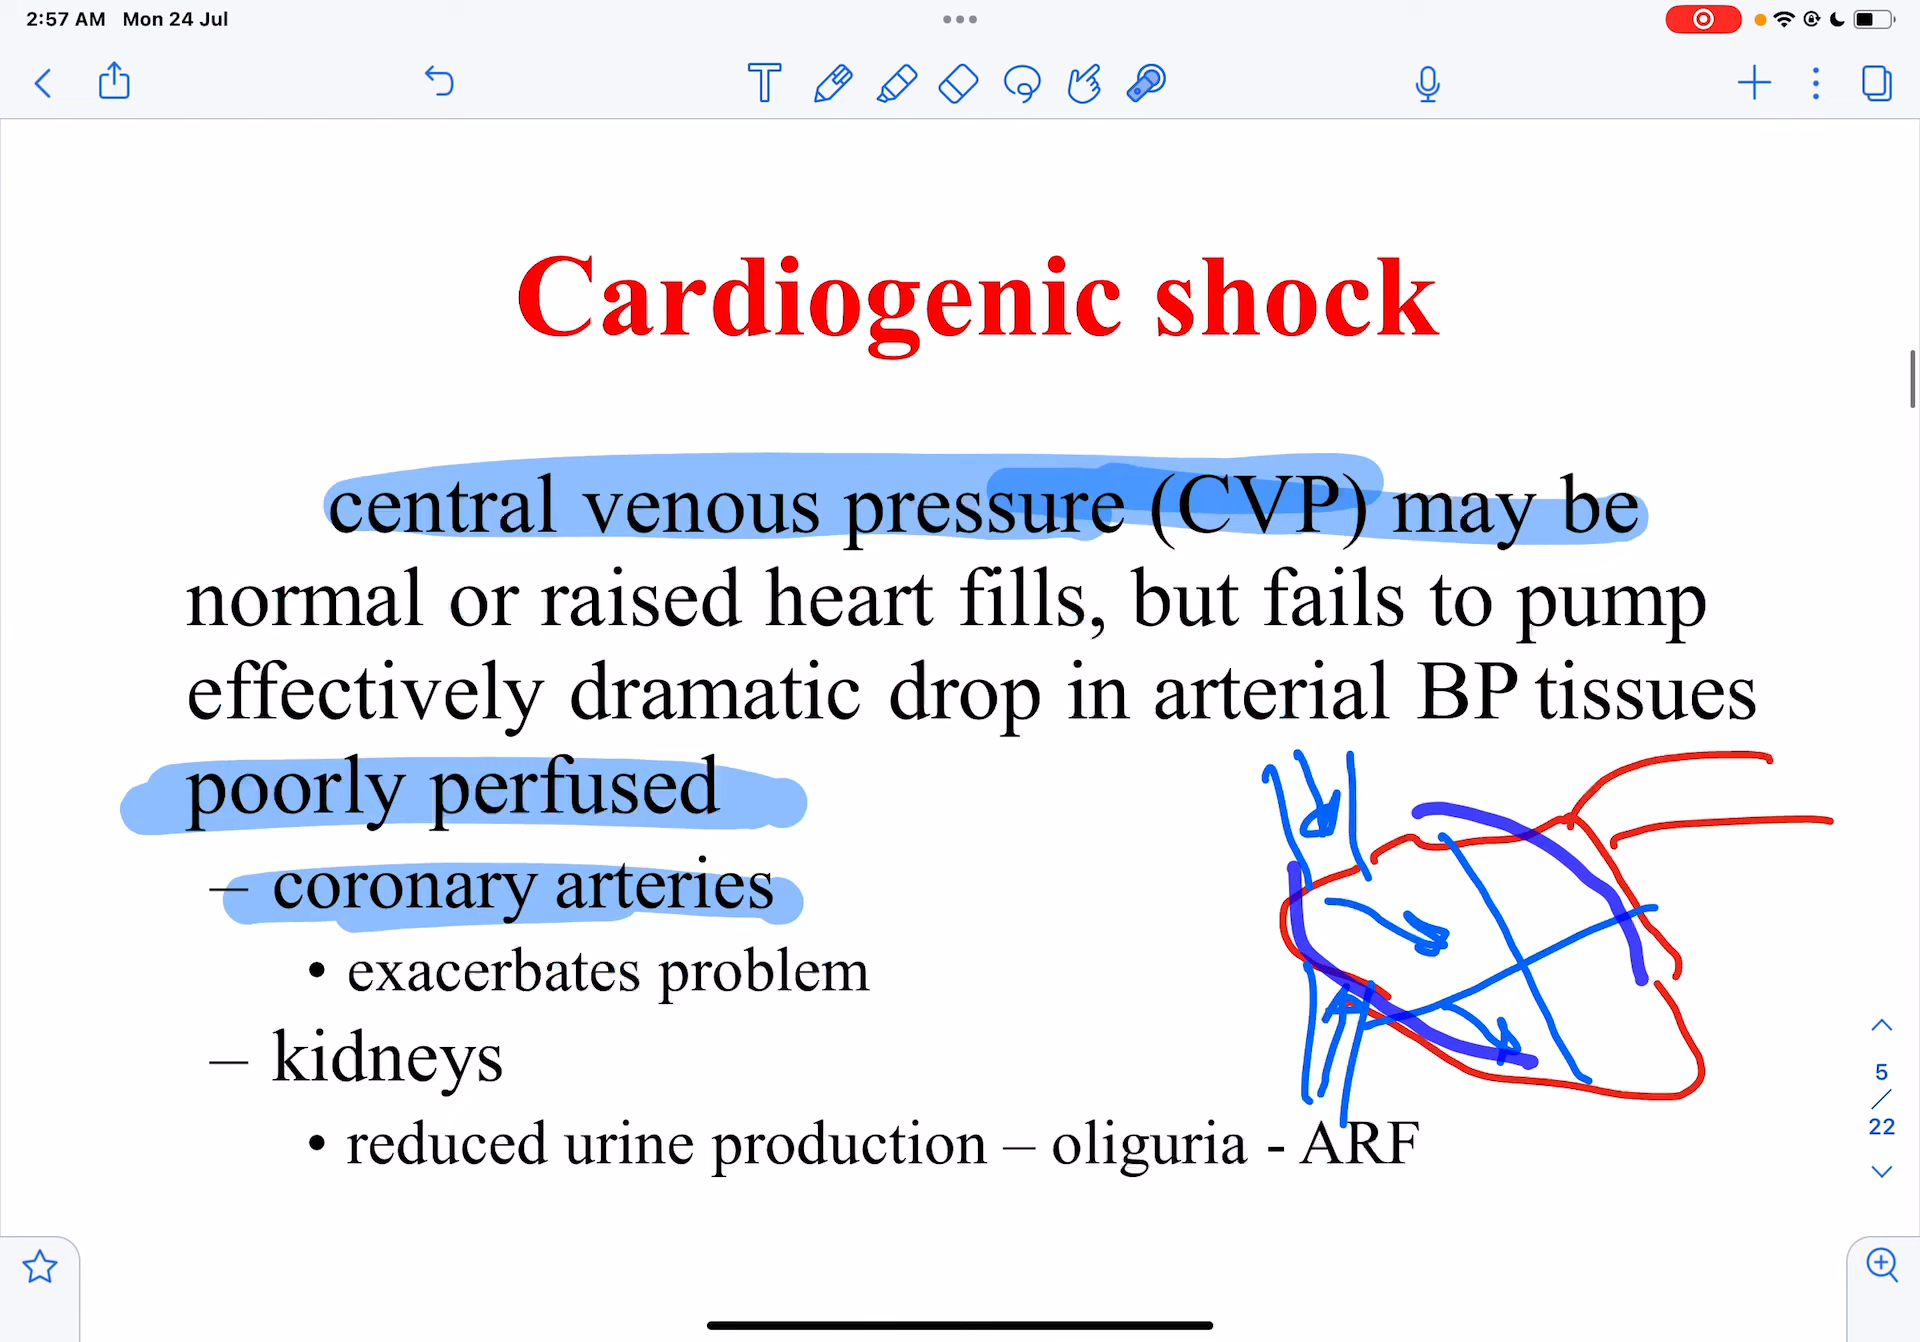 2:57 AM Mon 24 Jul
Cardiogenic shock
central venous pressure (CVP) may be
normal or raised heart fills, but fails to pump
effectively dramatic drop in arterial BP tissues
poorly perfused
– coronary arteries
• exacerbates problem
– kidneys
• reduced urine production – oliguria - ARF
5
/
22